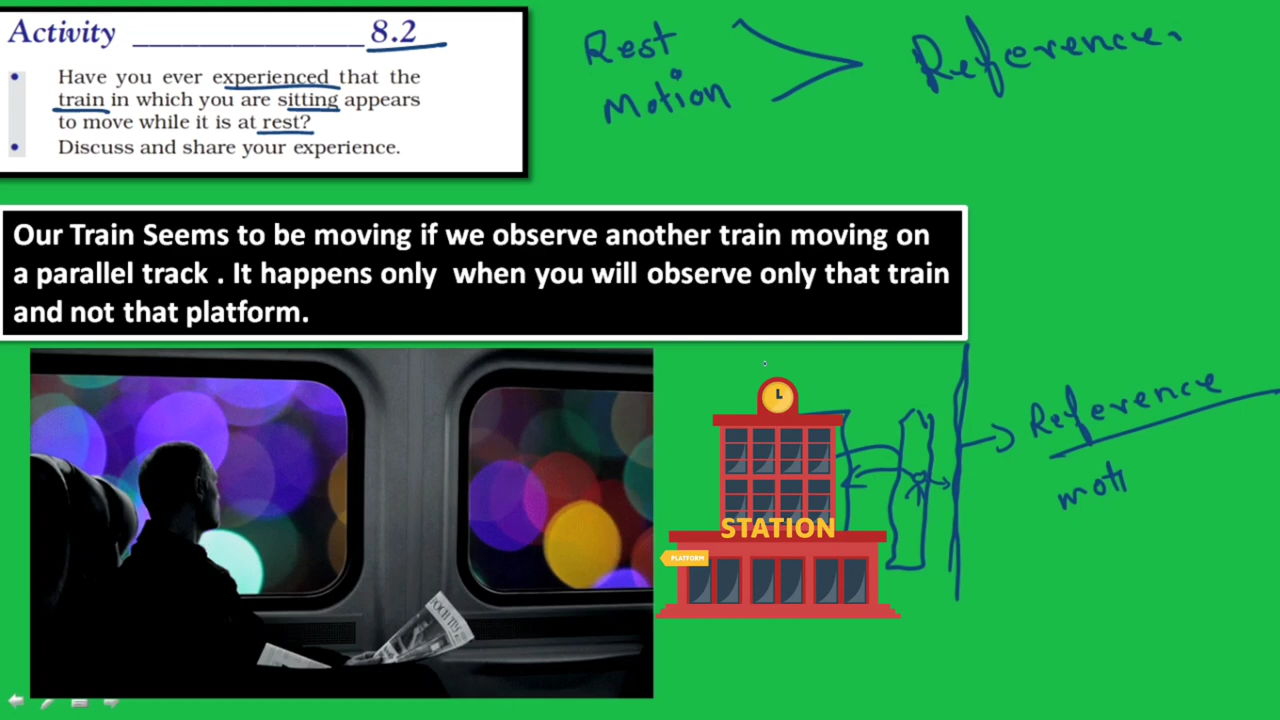 Activity ________________ 8.2
• Have you ever experienced that the
train in which you are sitting appears
to move while it is at rest?
• Discuss and share your experience.
Rest
Motion
Reference.
Our Train Seems to be moving if we observe another train moving on
a parallel track . It happens only when you will observe only that train
and not that platform.
STATION
PLATFORM
Reference